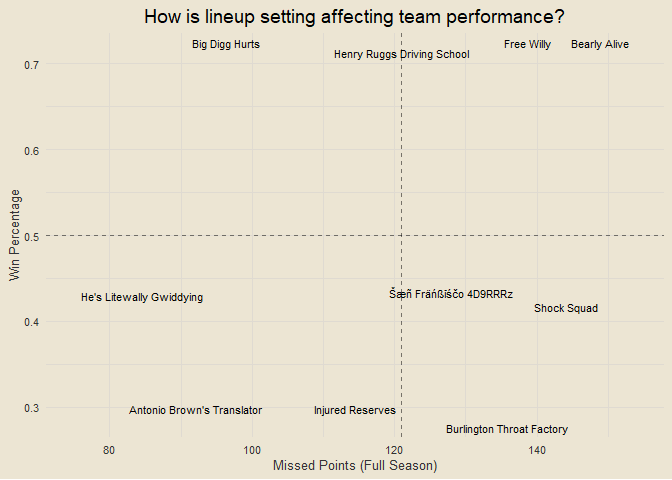 How is lineup setting affecting team performance?
Big Digg Hurts
Free Willy
Bearly Alive
Henry Ruggs Driving School
0.7
0.6
0.5
Win Percentage
He's Litewally Gwiddying
Šæñ Fräńßíśčo 4D9RRRz
Shock Squad
0.4
Antonio Brown's Translator
Injured Reserves
0.3
Burlington Throat Factory
80
100
120
140
Missed Points (Full Season)